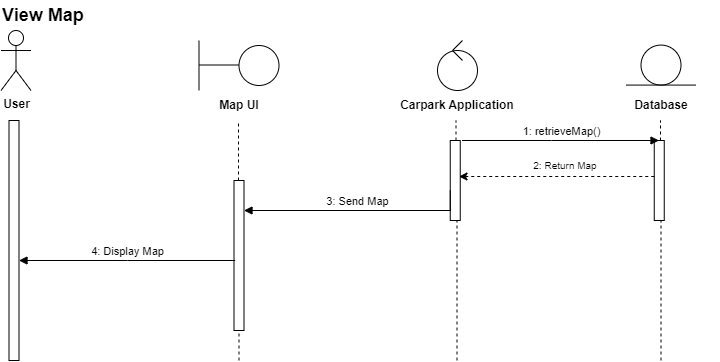 View Map
User
Map UI
Carpark Application
Database
1: retrieveMap()
2: Return Map
3: Send Map
4: Display Map